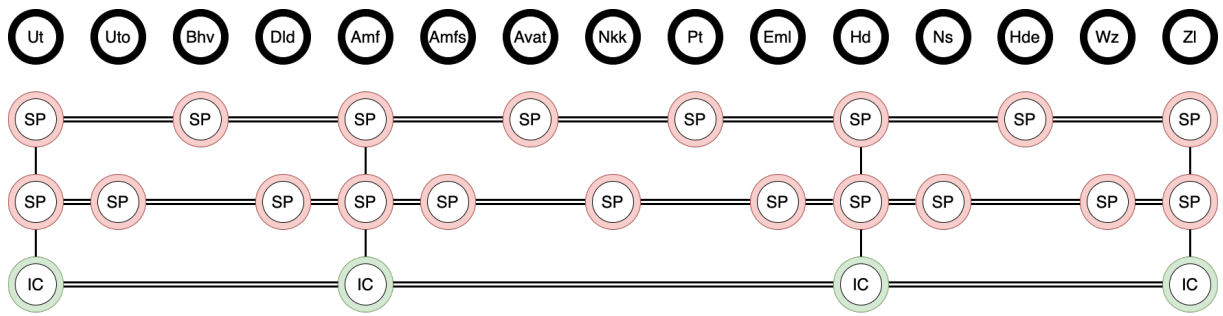 Ut Uto Bhv Dld Amf Amfs Avat Nkk Pt Eml Hd Ns Hde Wz Zl
SP SP SP SP SP SP SP SP
SP SP SP SP SP SP SP SP SP SP SP
IC IC IC IC